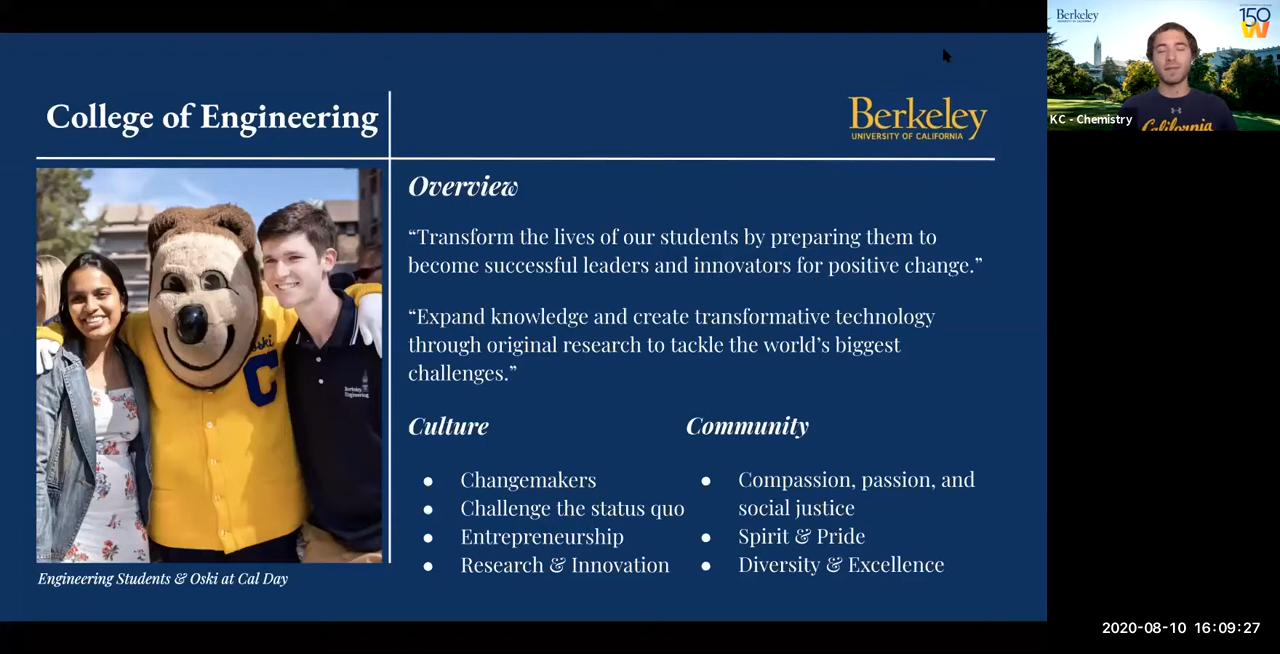 College of Engineering
Berkeley
UNIVERSITY OF CALIFORNIA
Overview
“Transform the lives of our students by preparing them to
become successful leaders and innovators for positive change.”
“Expand knowledge and create transformative technology
through original research to tackle the world’s biggest
challenges.”
Culture
● Changemakers
● Challenge the status quo
● Entrepreneurship
● Research & Innovation
Community
● Compassion, passion, and
social justice
● Spirit & Pride
● Diversity & Excellence
oski
C
Berkeley
Engineering
Engineering Students & Oski at Cal Day
Berkeley
150
W
California
KC - Chemistry
2020-08-10 16:09:27